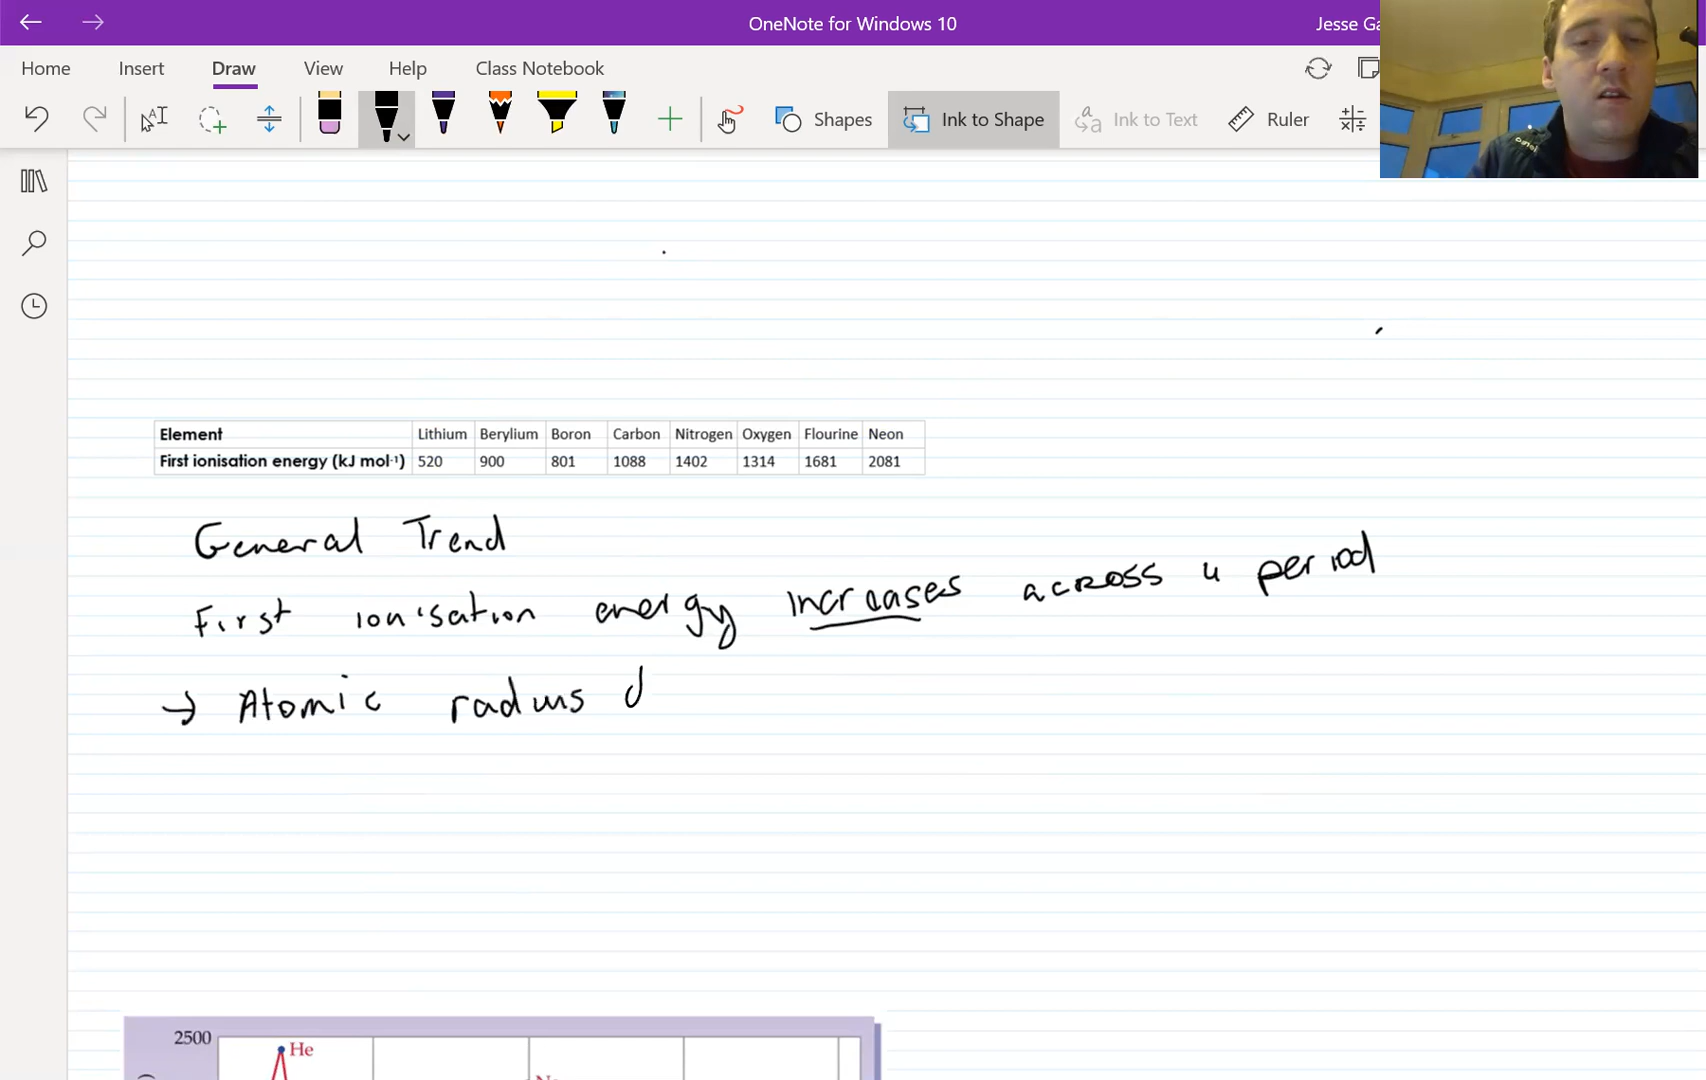 OneNote for Windows 10
Jesse Ga
Home Insert Draw View Help Class Notebook
Shapes Ink to Shape Ink to Text Ruler
Element Lithium Berylium Boron Carbon Nitrogen Oxygen Flourine Neon
First ionisation energy (kJ mol-1) 520 900 801 1088 1402 1314 1681 2081
General Trend
First ionisation energy increases across a period
→ Atomic radius d
2500
He